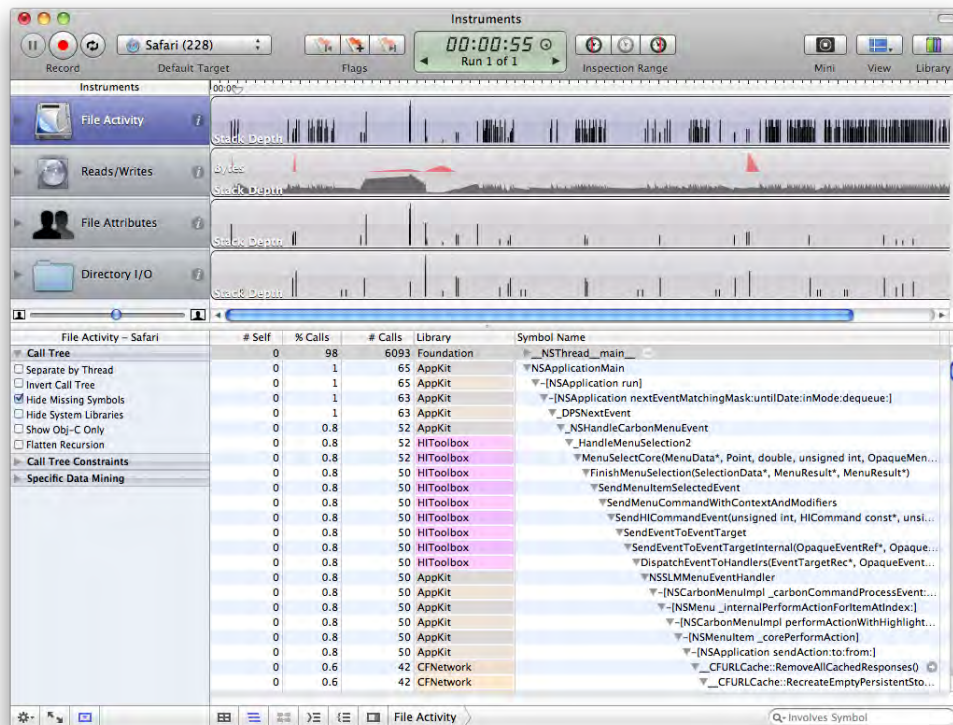 Instruments
Safari (228)
00:00:55
Run 1 of 1
Record Default Target Flags Inspection Range Mini View Library
Instruments
00:00
File Activity
Stack Depth
Reads/Writes
Bytes
Stack Depth
File Attributes
Stack Depth
Directory I/O
Stack Depth
File Activity – Safari # Self % Calls # Calls Library Symbol Name
Call Tree 0 98 6093 Foundation __NSThread__main__
Separate by Thread 0 1 65 AppKit NSApplicationMain
Invert Call Tree 0 1 65 AppKit -[NSApplication run]
Hide Missing Symbols 0 1 63 AppKit -[NSApplication nextEventMatchingMask:untilDate:inMode:dequeue:]
Hide System Libraries 0 1 63 AppKit _DPSNextEvent
Show Obj-C Only 0 0.8 52 AppKit _NSHandleCarbonMenuEvent
Flatten Recursion 0 0.8 52 HIToolbox _HandleMenuSelection2
Call Tree Constraints 0 0.8 52 HIToolbox MenuSelectCore(MenuData*, Point, double, unsigned int, OpaqueMen...
Specific Data Mining 0 0.8 50 HIToolbox FinishMenuSelection(SelectionData*, MenuResult*, MenuResult*)
0 0.8 50 HIToolbox SendMenuItemSelectedEvent
0 0.8 50 HIToolbox SendMenuCommandWithContextAndModifiers
0 0.8 50 HIToolbox SendHICommandEvent(unsigned int, HICommand const*, unsi...
0 0.8 50 HIToolbox SendEventToEventTarget
0 0.8 50 HIToolbox SendEventToEventTargetInternal(OpaqueEventRef*, Opaque...
0 0.8 50 HIToolbox DispatchEventToHandlers(EventTargetRec*, OpaqueEvent...
0 0.8 50 AppKit NSSLMMenuEventHandler
0 0.8 50 AppKit -[NSCarbonMenuImpl _carbonCommandProcessEvent:...
0 0.8 50 AppKit -[NSMenu _internalPerformActionForItemAtIndex:]
0 0.8 50 AppKit -[NSCarbonMenuImpl performActionWithHighlight...
0 0.8 50 AppKit -[NSMenuItem _corePerformAction]
0 0.8 50 AppKit -[NSApplication sendAction:to:from:]
0 0.6 42 CFNetwork __CFURLCache::RemoveAllCachedResponses()
0 0.6 42 CFNetwork __CFURLCache::RecreateEmptyPersistentSto...
File Activity Involves Symbol